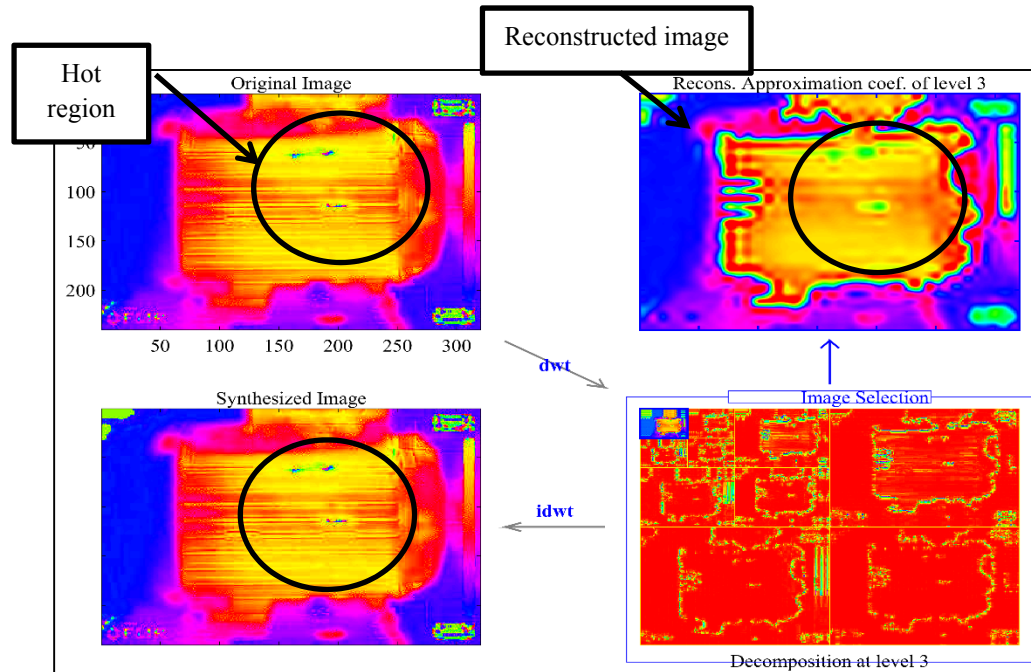 Reconstructed image
Hot
region
Original Image
Recons. Approximation coef. of level 3
100
150
200
50 100 150 200 250 300
dwt
Synthesized Image
Image Selection
idwt
Decomposition at level 3